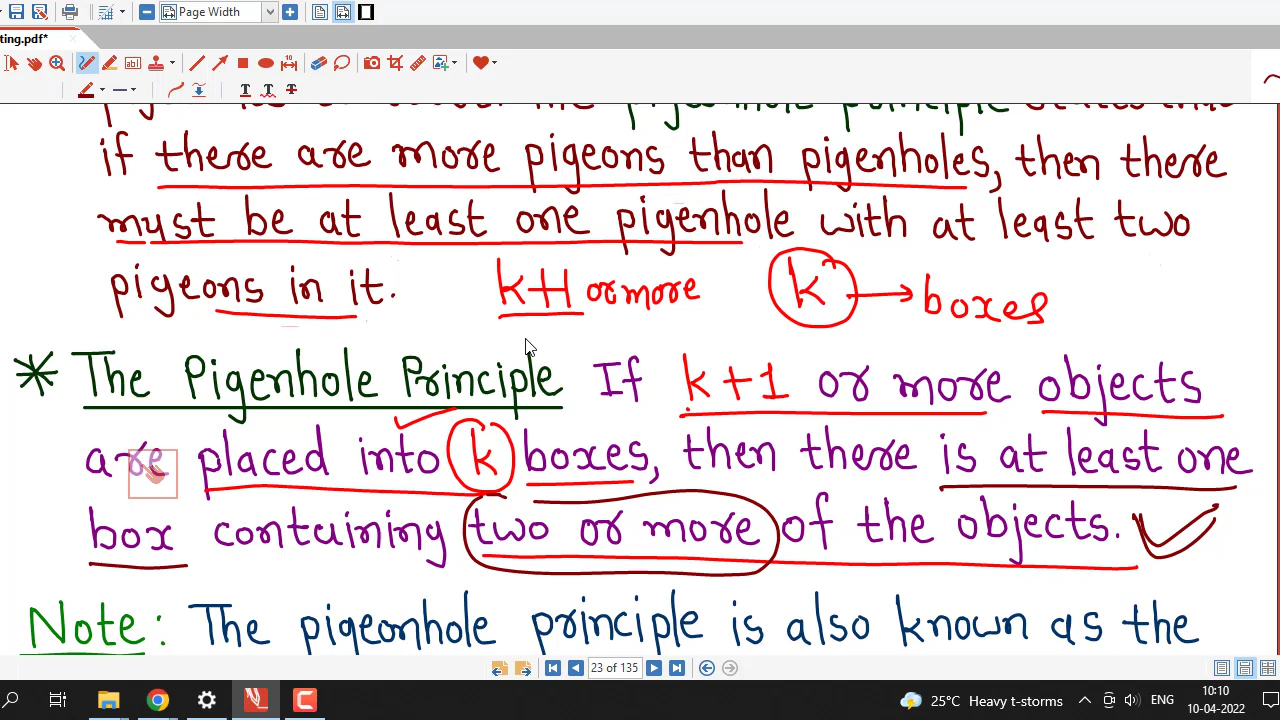 Page Width
ting.pdf*
pigeonhole principle states that
if there are more pigeons than pigenholes, then there
must be at least one pigenhole with at least two
pigeons in it.
k+1 or more
k → boxes
* The Pigenhole Principle If k+1 or more objects
are placed into k boxes, then there is at least one
box containing two or more of the objects.
Note: The pigeonhole principle is also known as the
23 of 135
25°C Heavy t-storms
ENG
10:10
10-04-2022